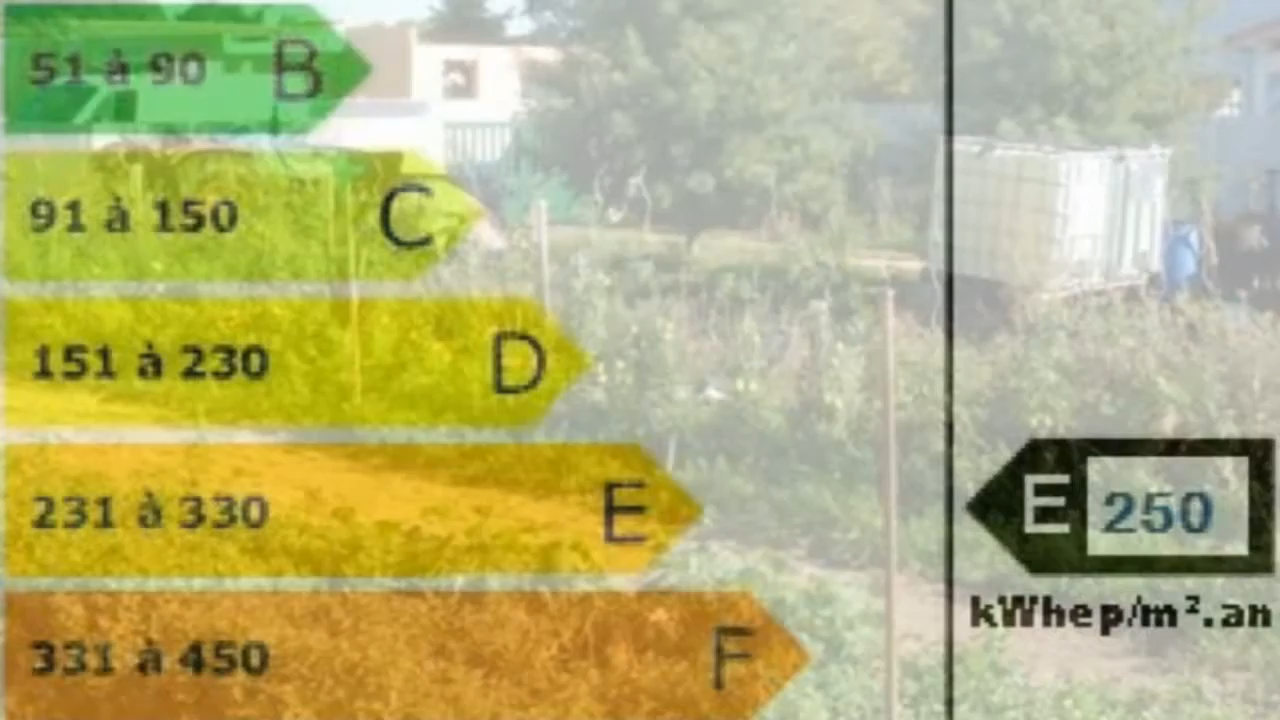 51 à 90 B
91 à 150 C
151 à 230 D
231 à 330 E
E 250
kWhep/m².an
331 à 450 F